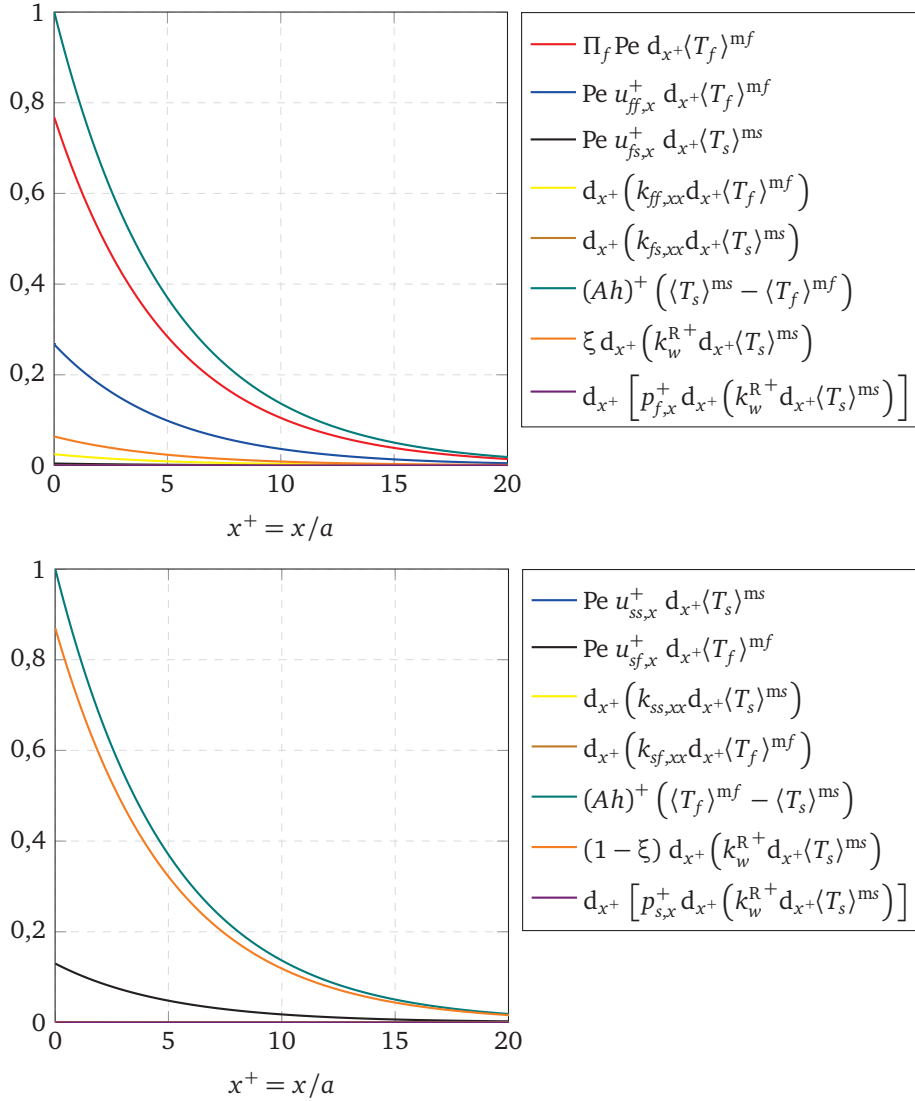 1
0,8
0,6
0,4
0,2
0
0 5 10 15 20
x⁺ = x/a
Π_f Pe d_{x⁺}⟨T_f⟩^{mf}
Pe u⁺_{ff,x} d_{x⁺}⟨T_f⟩^{mf}
Pe u⁺_{fs,x} d_{x⁺}⟨T_s⟩^{ms}
d_{x⁺}(k_{ff,xx}d_{x⁺}⟨T_f⟩^{mf})
d_{x⁺}(k_{fs,xx}d_{x⁺}⟨T_s⟩^{ms})
(Ah)⁺(⟨T_s⟩^{ms} − ⟨T_f⟩^{mf})
ξ d_{x⁺}(k_w^{R+}d_{x⁺}⟨T_s⟩^{ms})
d_{x⁺}[p⁺_{f,x} d_{x⁺}(k_w^{R+}d_{x⁺}⟨T_s⟩^{ms})]
1
0,8
0,6
0,4
0,2
0
0 5 10 15 20
x⁺ = x/a
Pe u⁺_{ss,x} d_{x⁺}⟨T_s⟩^{ms}
Pe u⁺_{sf,x} d_{x⁺}⟨T_f⟩^{mf}
d_{x⁺}(k_{ss,xx}d_{x⁺}⟨T_s⟩^{ms})
d_{x⁺}(k_{sf,xx}d_{x⁺}⟨T_f⟩^{mf})
(Ah)⁺(⟨T_f⟩^{mf} − ⟨T_s⟩^{ms})
(1 − ξ) d_{x⁺}(k_w^{R+}d_{x⁺}⟨T_s⟩^{ms})
d_{x⁺}[p⁺_{s,x} d_{x⁺}(k_w^{R+}d_{x⁺}⟨T_s⟩^{ms})]